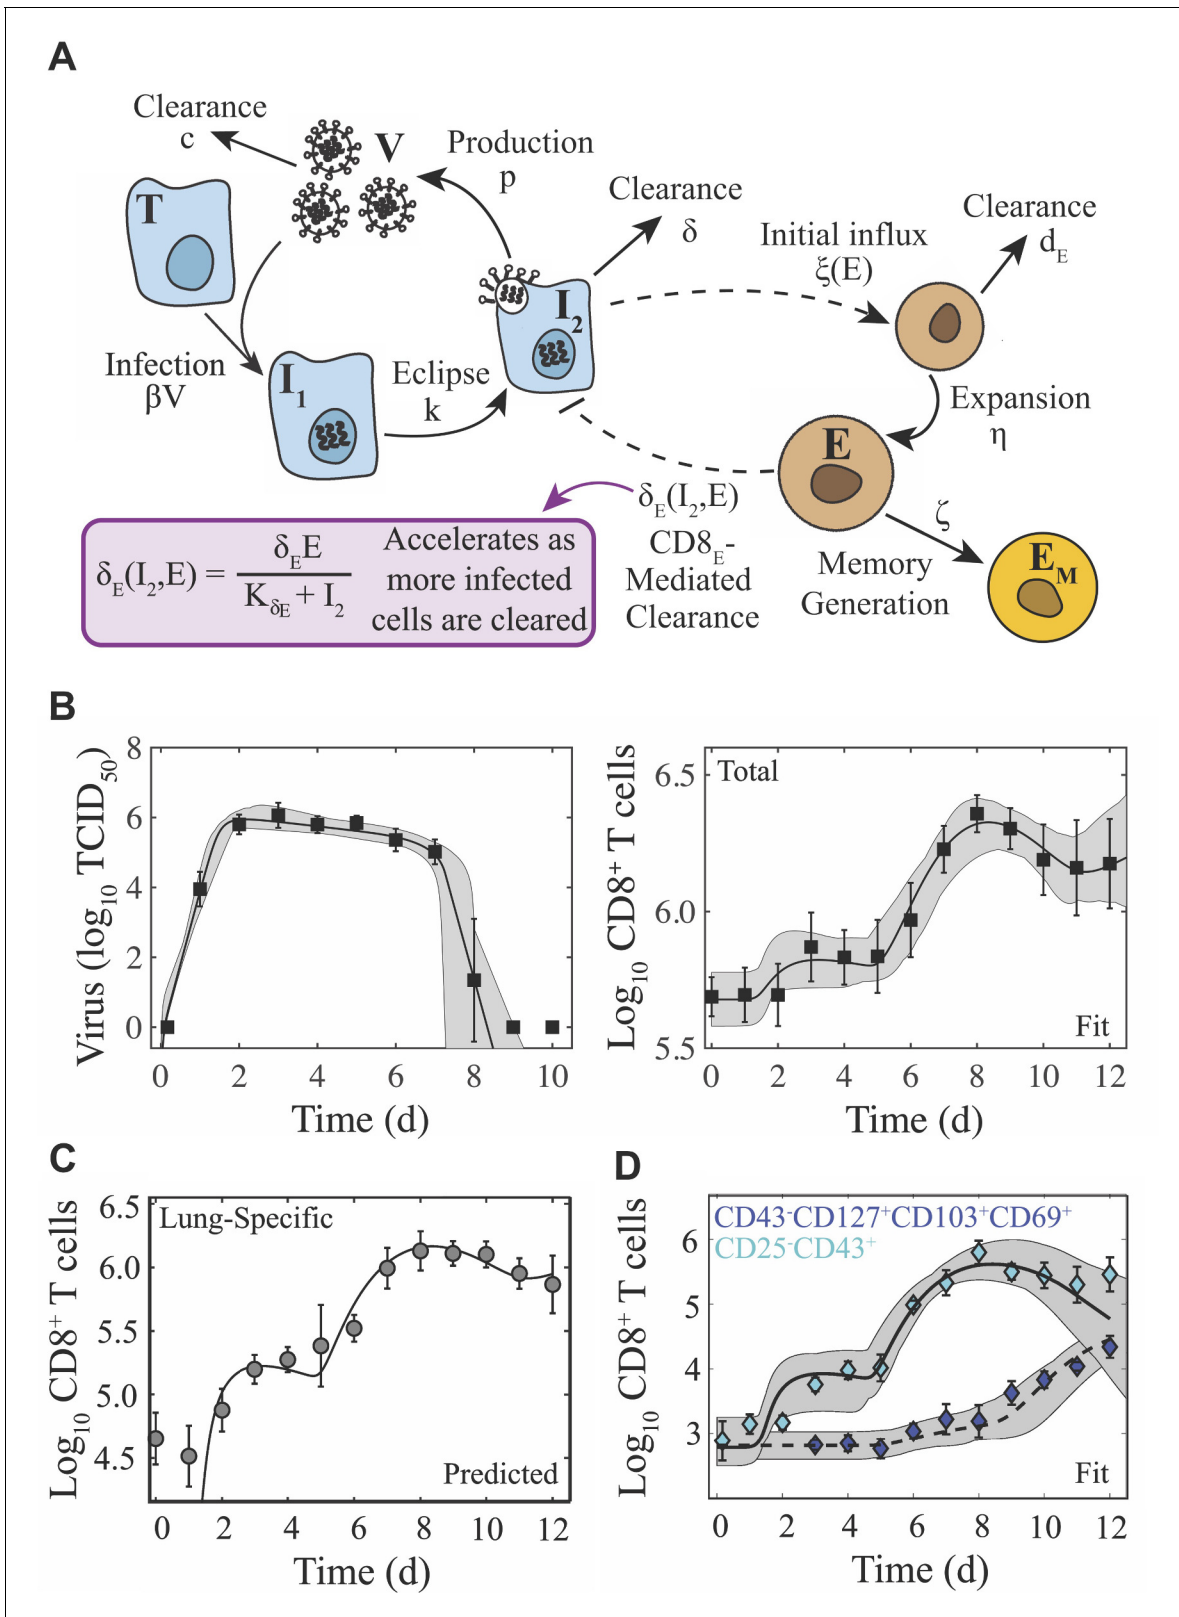 A
Clearance
c
V
Production
p
Clearance
δ
Initial influx
ξ(E)
Clearance
d_E
T
I₂
Infection
βV
I₁
Eclipse
k
Expansion
η
E
ζ
E_M
Memory
Generation
δ_E(I₂,E)
CD8_E-
Mediated
Clearance
δ_E(I₂,E) = δ_E E / (K_δE + I₂)
Accelerates as
more infected
cells are cleared
B
Virus (log₁₀ TCID₅₀)
8
6
4
2
0
0 2 4 6 8 10
Time (d)
Log₁₀ CD8⁺ T cells
Total
6.5
6.0
5.5
Fit
0 2 4 6 8 10 12
Time (d)
C
Log₁₀ CD8⁺ T cells
6.5
Lung-Specific
6.0
5.5
5.0
4.5
Predicted
0 2 4 6 8 10 12
Time (d)
D
Log₁₀ CD8⁺ T cells
CD43⁻CD127⁺CD103⁺CD69⁺
CD25⁻CD43⁺
6
5
4
3
Fit
0 2 4 6 8 10 12
Time (d)